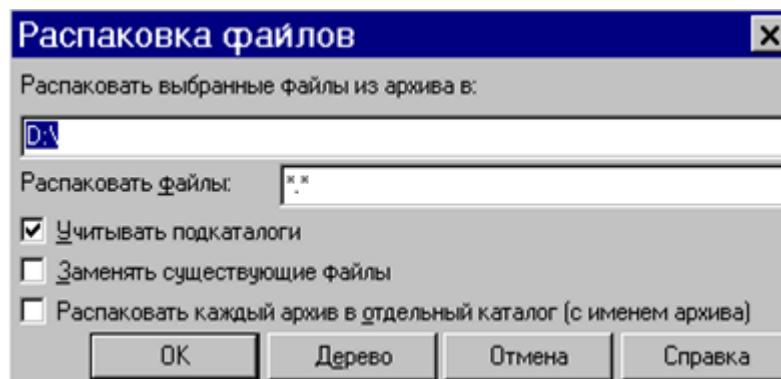 Распаковка файлов
Распаковать выбранные файлы из архива в:
D:\
Распаковать файлы: *.*
Учитывать подкаталоги
Заменять существующие файлы
Распаковать каждый архив в отдельный каталог (с именем архива)
OK Дерево Отмена Справка